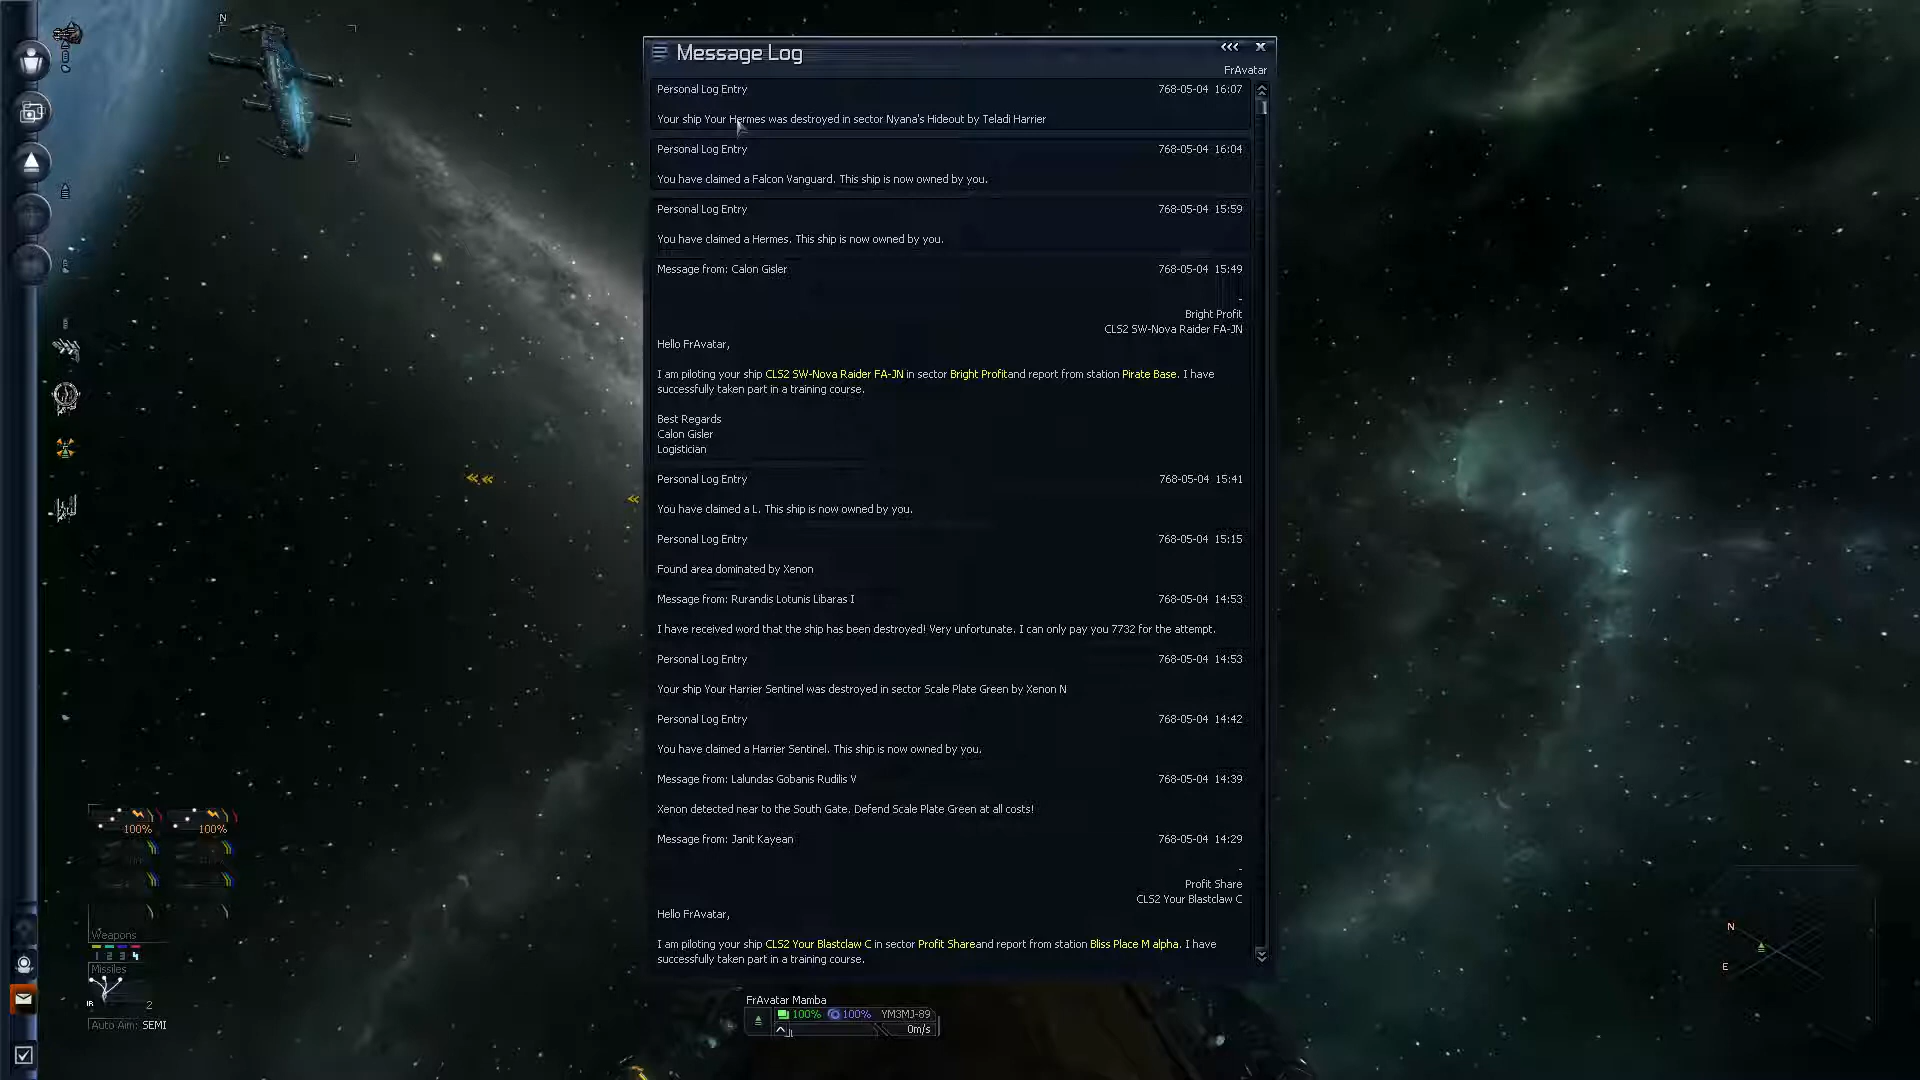 N
Message Log
FrAvatar
Personal Log Entry 768-05-04 16:07
Your ship Your Hermes was destroyed in sector Nyana's Hideout by Teladi Harrier
Personal Log Entry 768-05-04 16:04
You have claimed a Falcon Vanguard. This ship is now owned by you.
Personal Log Entry 768-05-04 15:59
You have claimed a Hermes. This ship is now owned by you.
Message from: Calon Gisler 768-05-04 15:49
-
Bright Profit
CLS2 SW-Nova Raider FA-JN
Hello FrAvatar,
I am piloting your ship CLS2 SW-Nova Raider FA-JN in sector Bright Profitand report from station Pirate Base. I have
successfully taken part in a training course.
Best Regards
Calon Gisler
Logistician
Personal Log Entry 768-05-04 15:41
You have claimed a L. This ship is now owned by you.
Personal Log Entry 768-05-04 15:15
Found area dominated by Xenon
Message from: Rurandis Lotunis Libaras I 768-05-04 14:53
I have received word that the ship has been destroyed! Very unfortunate. I can only pay you 7732 for the attempt.
Personal Log Entry 768-05-04 14:53
Your ship Your Harrier Sentinel was destroyed in sector Scale Plate Green by Xenon N
Personal Log Entry 768-05-04 14:42
You have claimed a Harrier Sentinel. This ship is now owned by you.
Message from: Lalundas Gobanis Rudilis V 768-05-04 14:39
Xenon detected near to the South Gate. Defend Scale Plate Green at all costs!
Message from: Janit Kayean 768-05-04 14:29
-
Profit Share
CLS2 Your Blastclaw C
Hello FrAvatar,
I am piloting your ship CLS2 Your Blastclaw C in sector Profit Shareand report from station Bliss Place M alpha. I have
successfully taken part in a training course.
100% 100%
Weapons
1 2 3 4
Missiles
IR 2
Auto Aim: SEMI
FrAvatar Mamba
100% 100% YM3MJ-89
0m/s
N
E